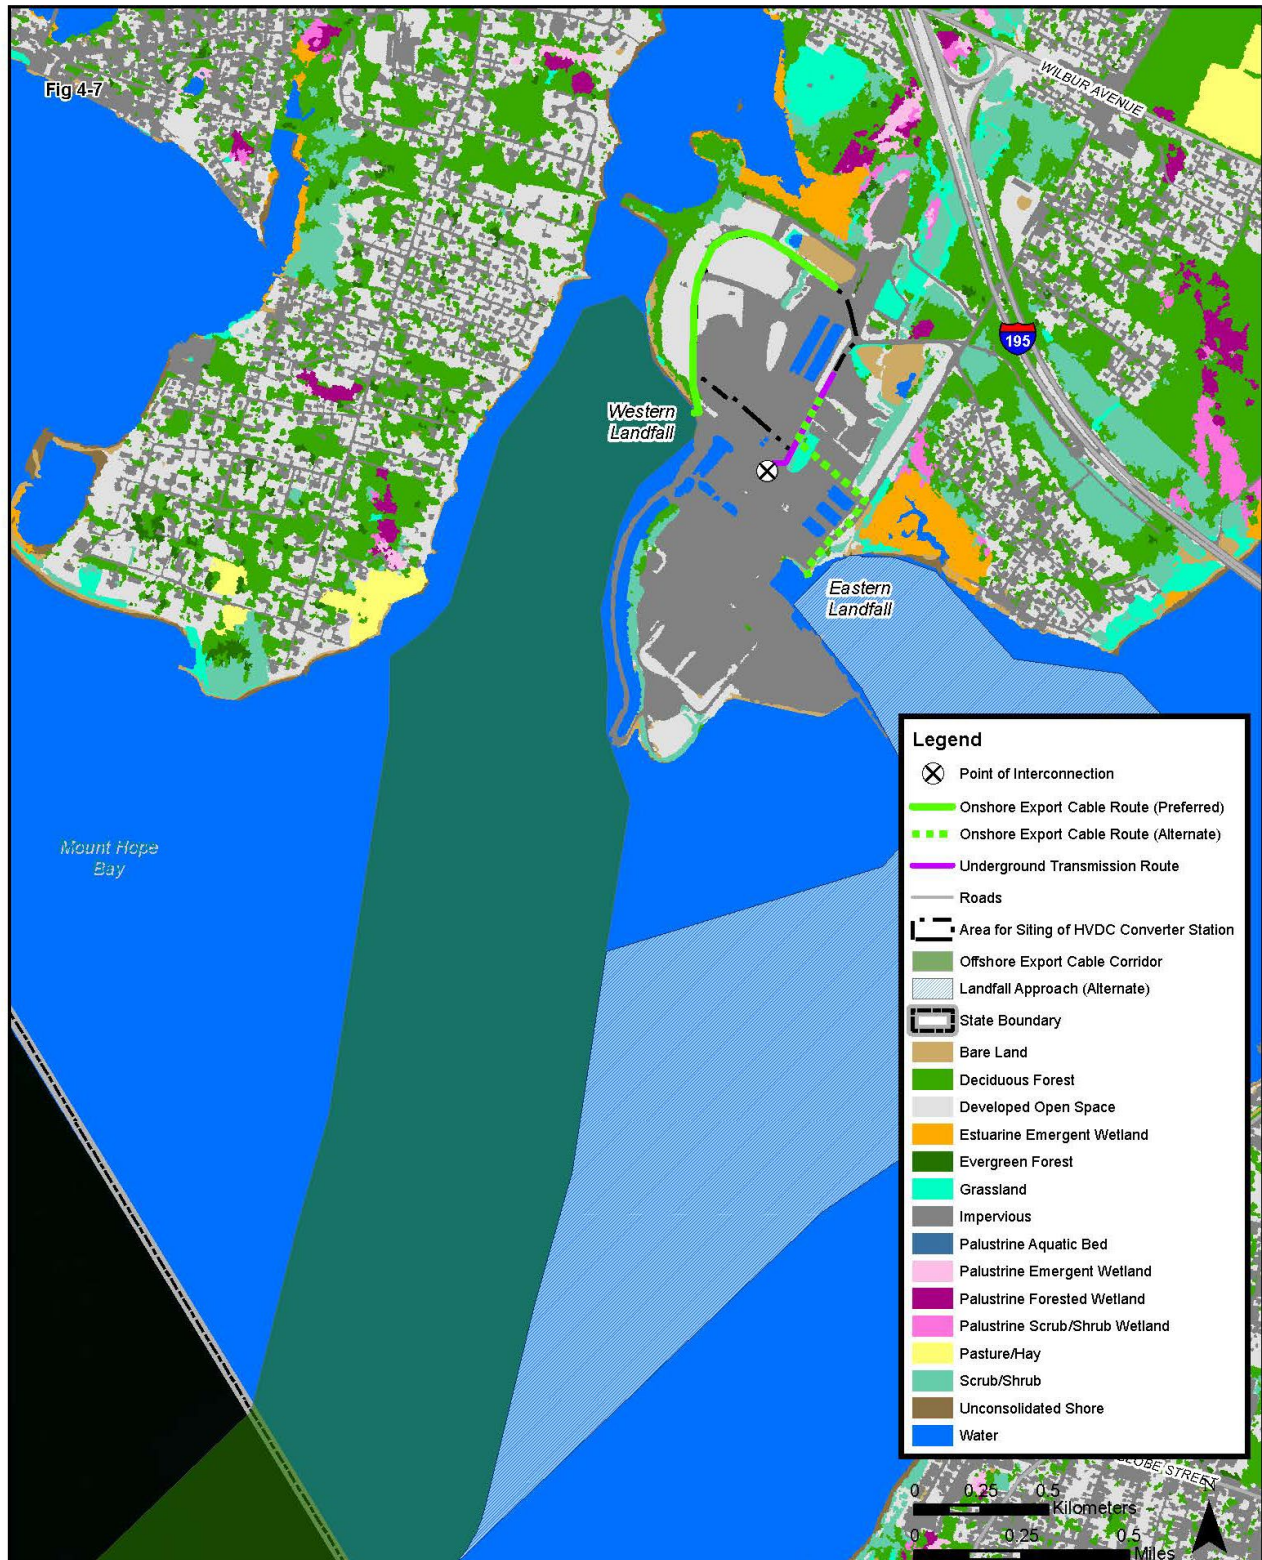 Fig 4-7
WILBUR AVENUE
195
Western
Landfall
Eastern
Landfall
Mount Hope
Bay
Legend
Point of Interconnection
Onshore Export Cable Route (Preferred)
Onshore Export Cable Route (Alternate)
Underground Transmission Route
Roads
Area for Siting of HVDC Converter Station
Offshore Export Cable Corridor
Landfall Approach (Alternate)
State Boundary
Bare Land
Deciduous Forest
Developed Open Space
Estuarine Emergent Wetland
Evergreen Forest
Grassland
Impervious
Palustrine Aquatic Bed
Palustrine Emergent Wetland
Palustrine Forested Wetland
Palustrine Scrub/Shrub Wetland
Pasture/Hay
Scrub/Shrub
Unconsolidated Shore
Water
GLOBE STREET
N
0 0.25 0.5
Kilometers
0 0.25 0.5
Miles